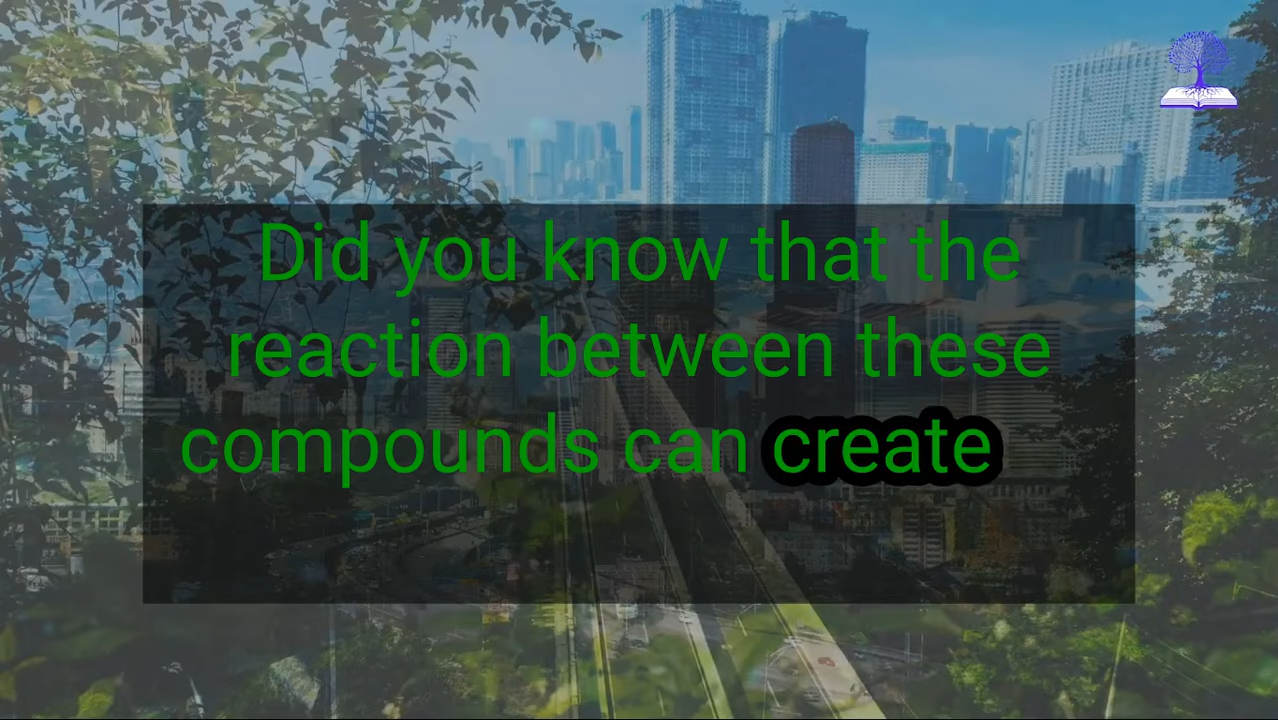 Did you know that the
reaction between these
compounds can create